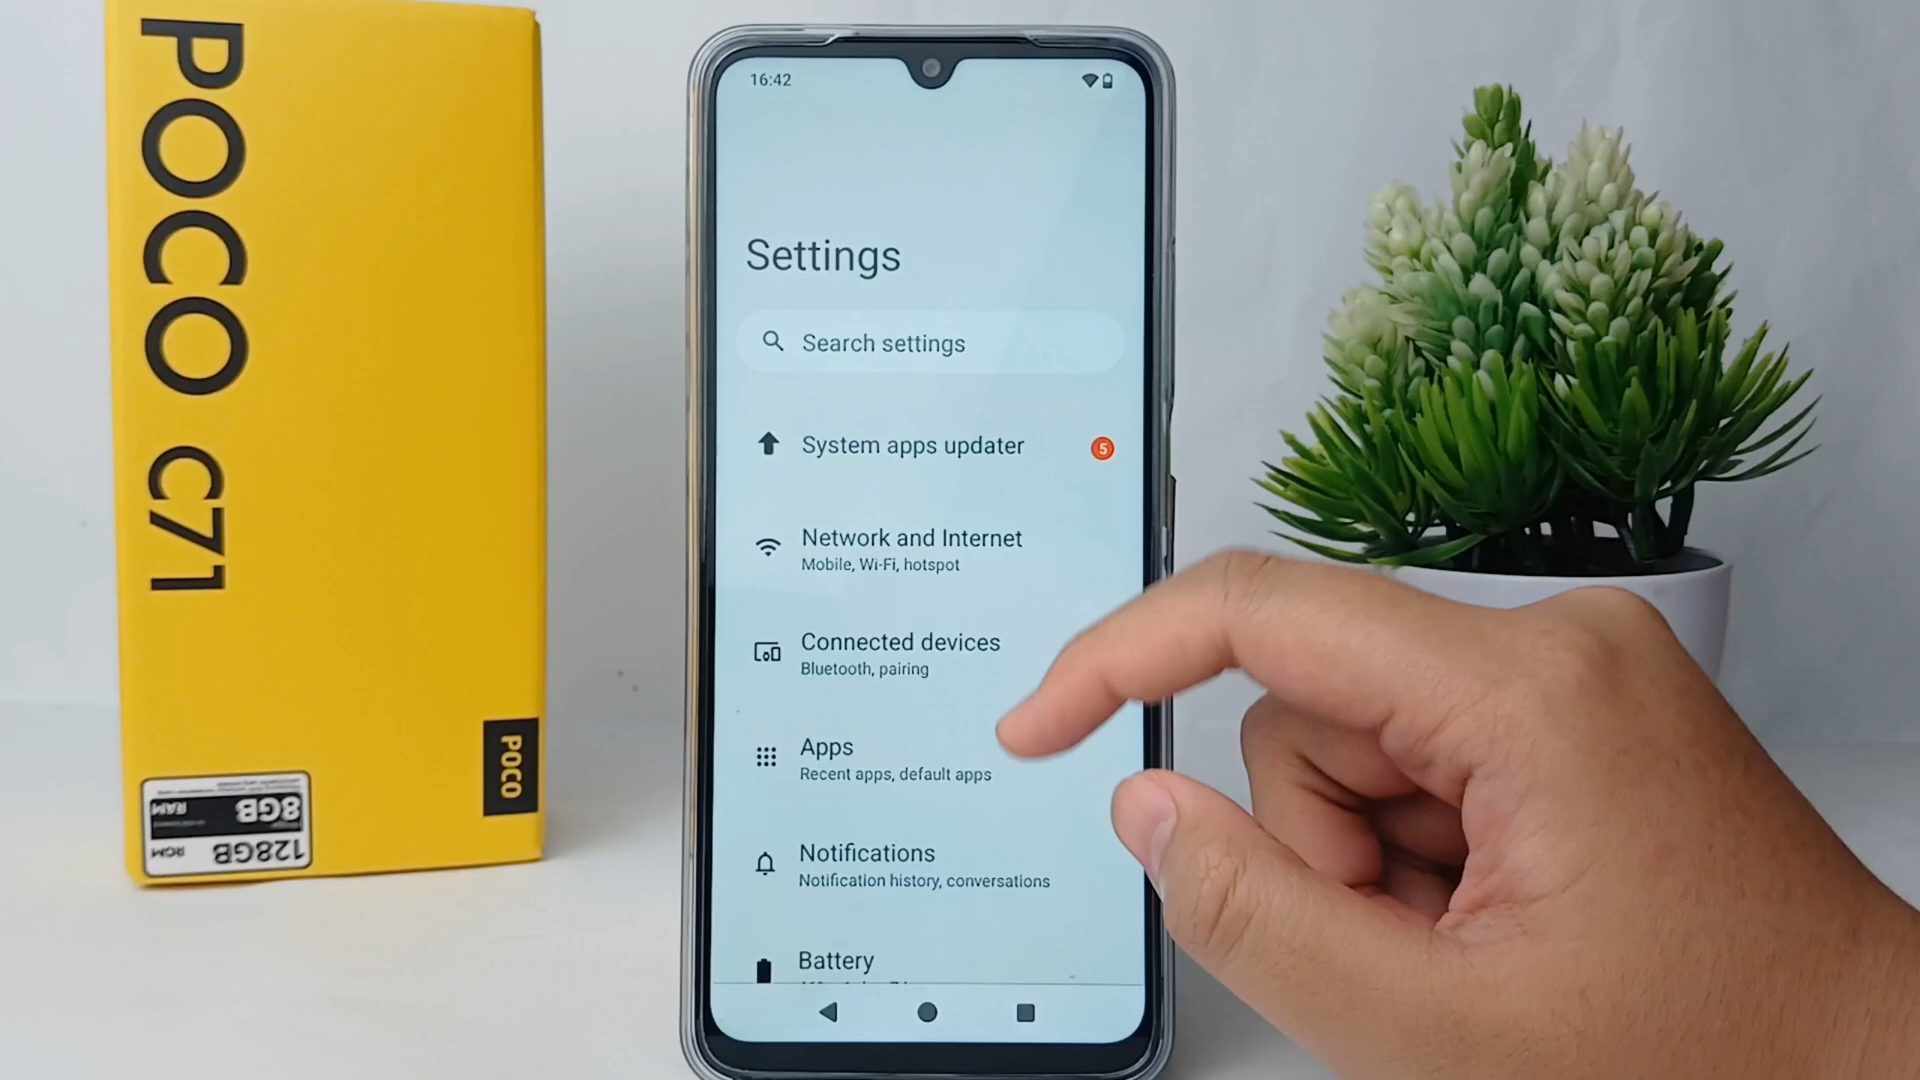 POCO C71
POCO
8GB
RAM
128GB
ROM
16:42
Settings
Search settings
System apps updater
5
Network and Internet
Mobile, Wi-Fi, hotspot
Connected devices
Bluetooth, pairing
Apps
Recent apps, default apps
Notifications
Notification history, conversations
Battery